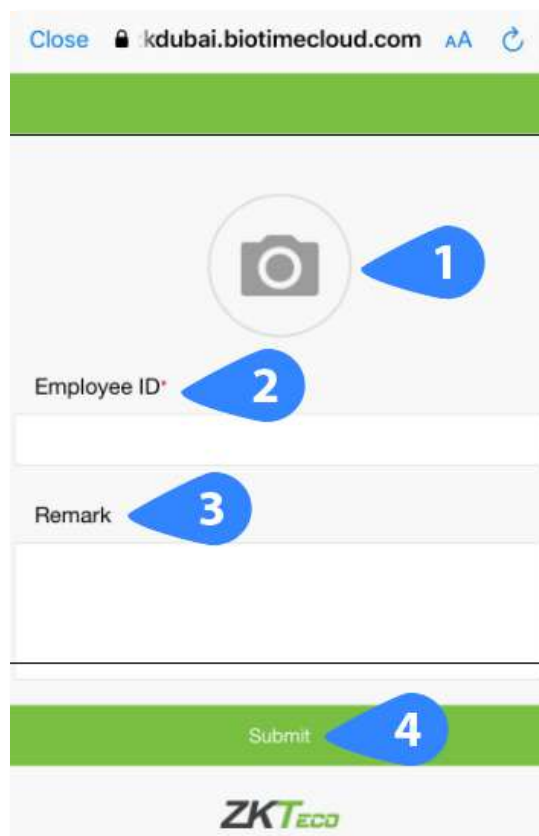 Close kdubai.biotimecloud.com AA
1
Employee ID*
2
Remark
3
Submit
4
ZKTeco